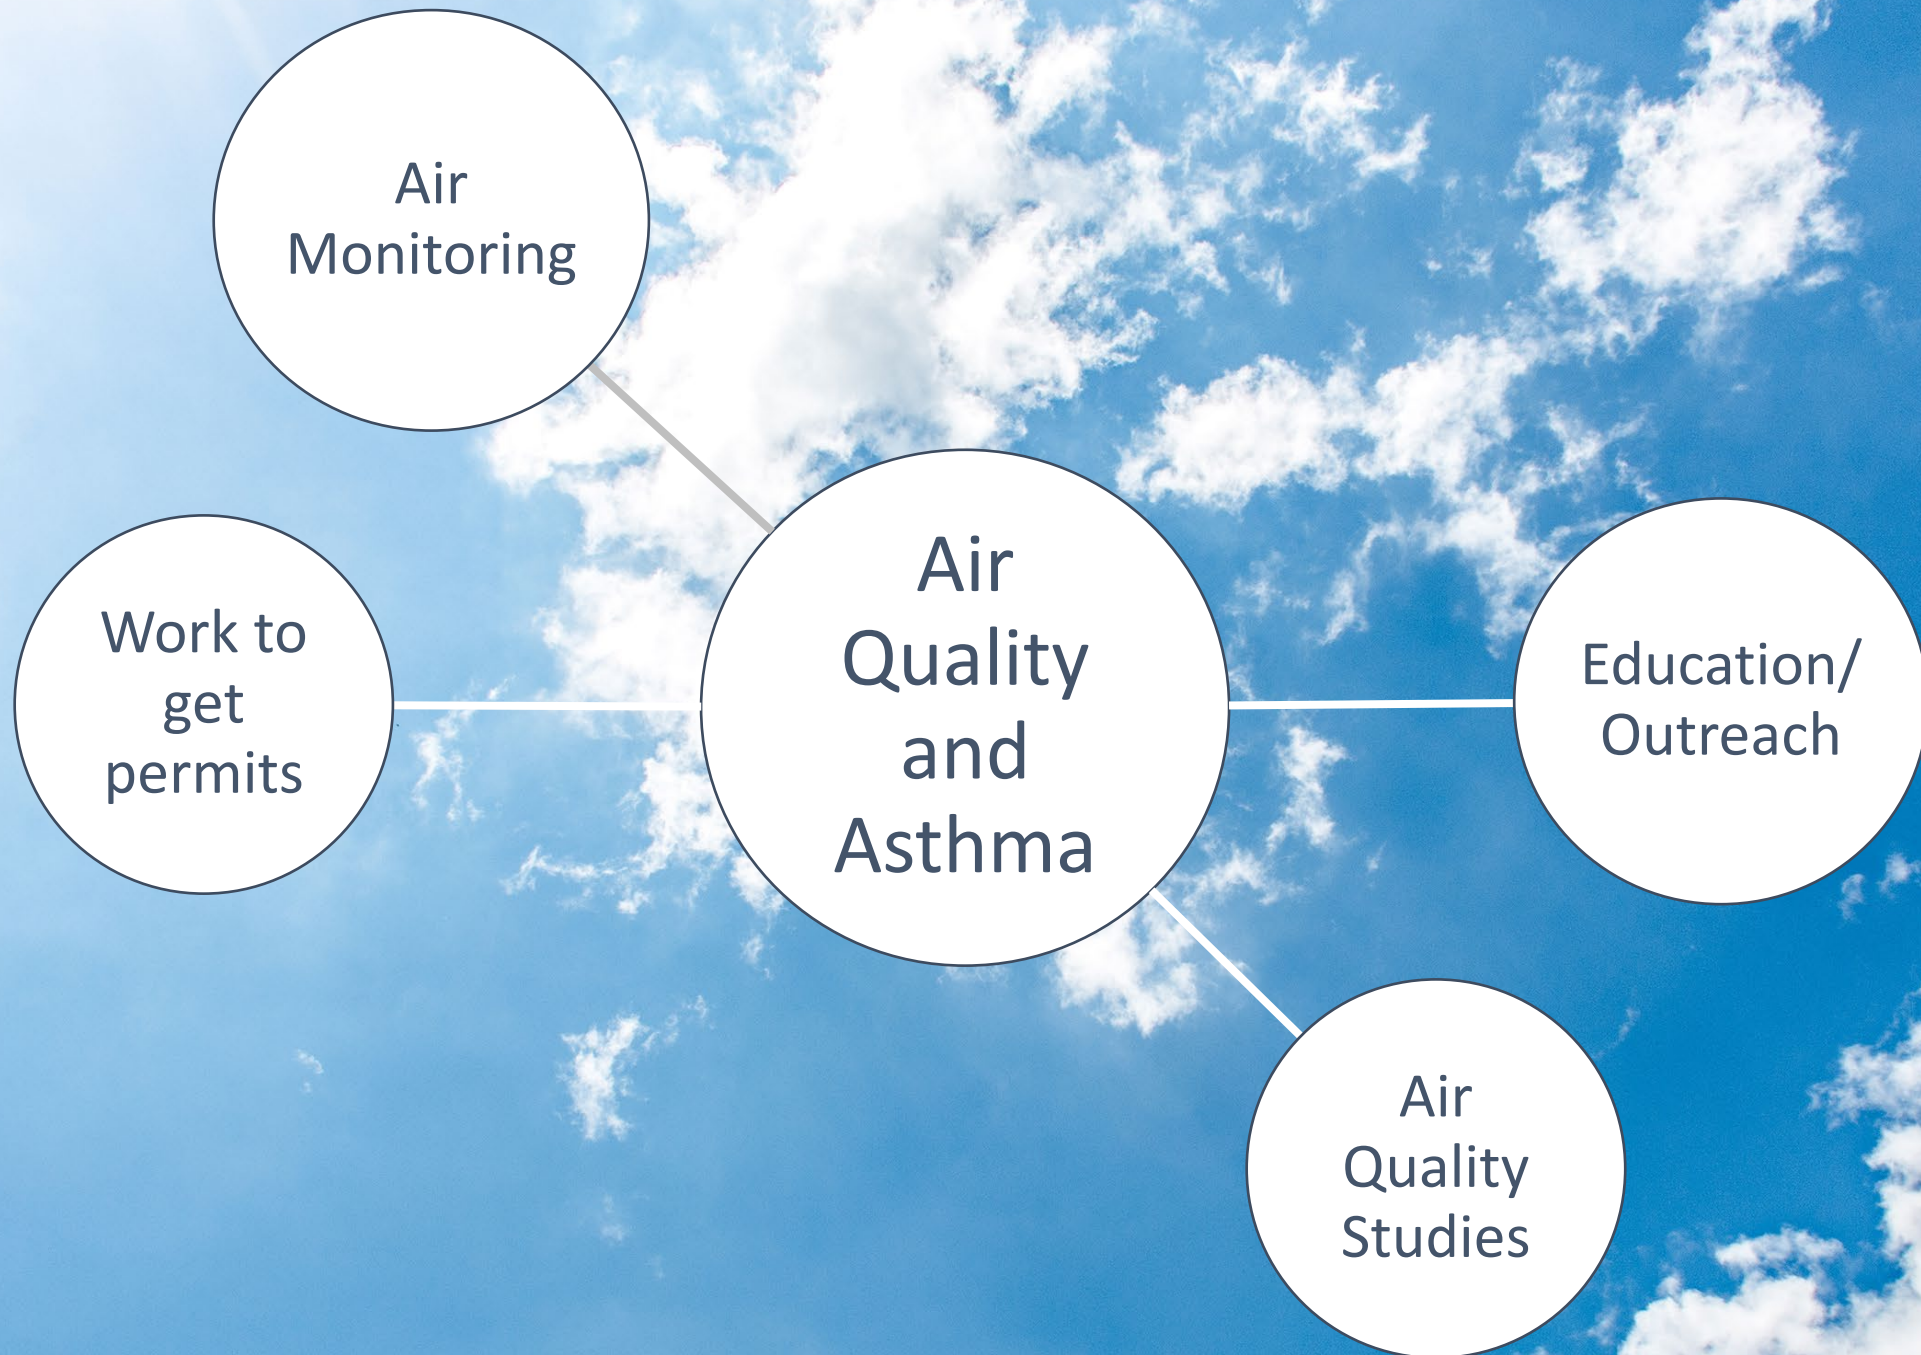 Air
Monitoring
Work to
get
permits
Air
Quality
and
Asthma
Education/
Outreach
Air
Quality
Studies